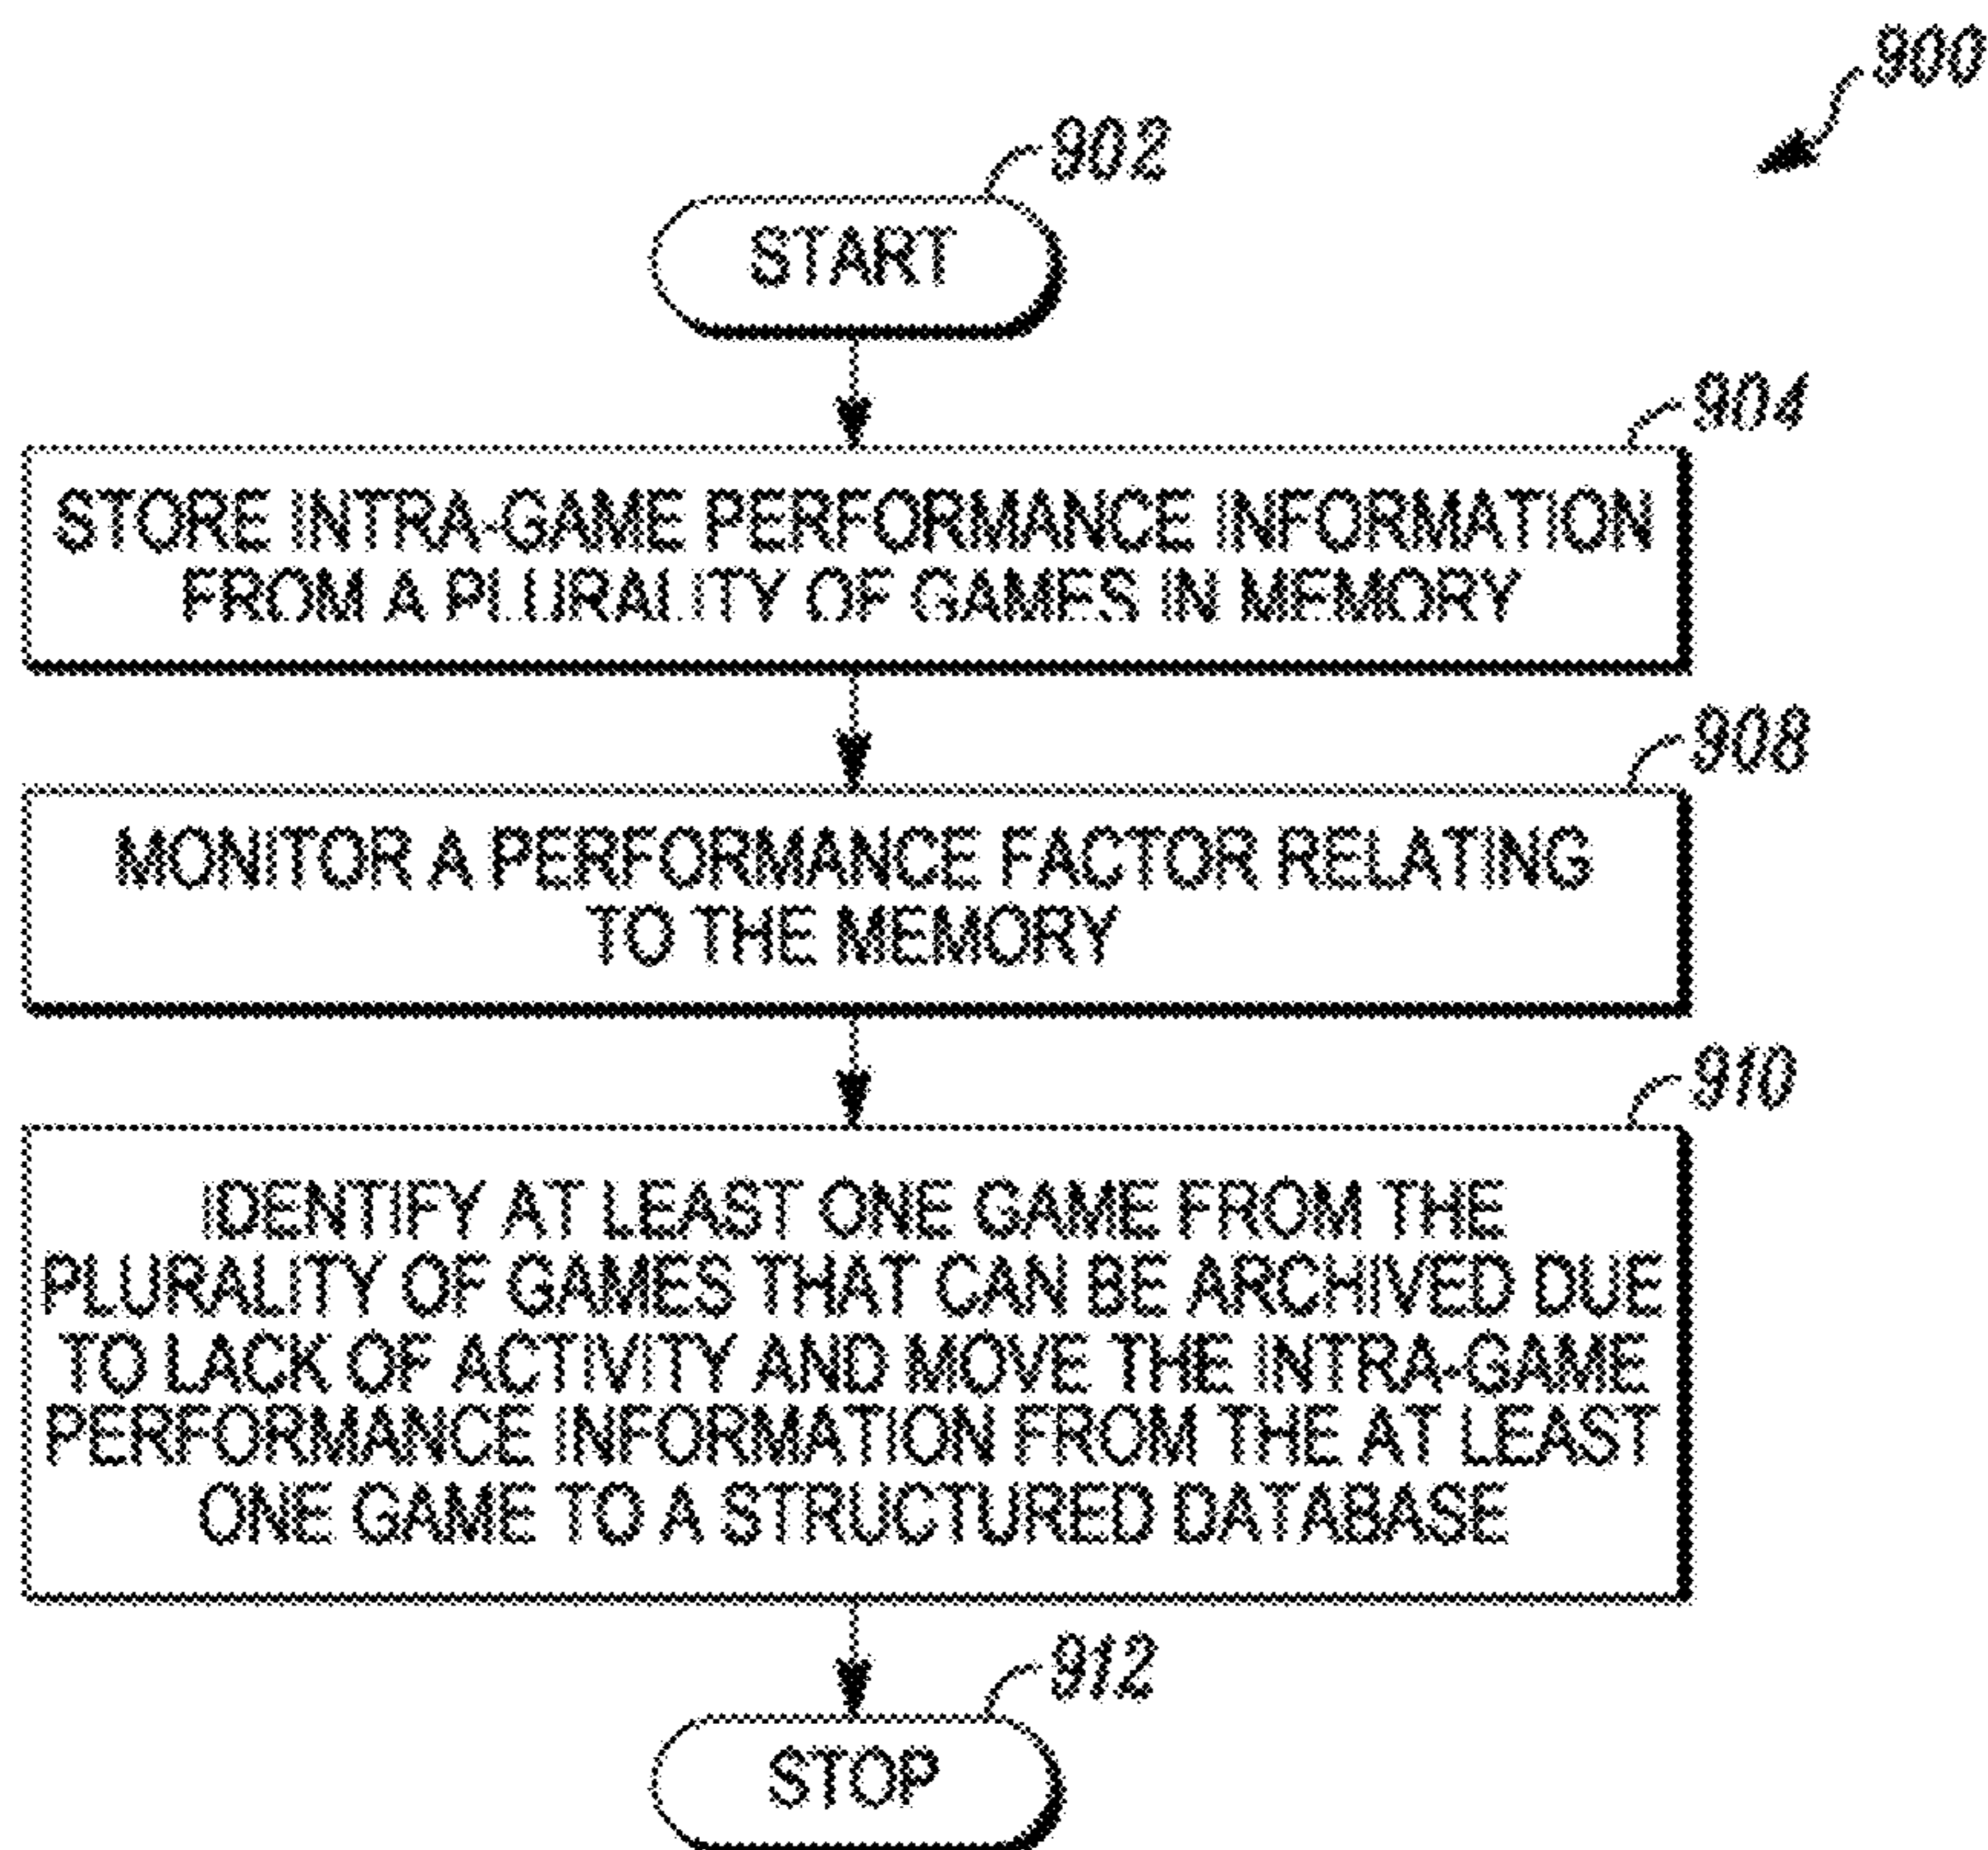 900
902
START
904
STORE INTRA-GAME PERFORMANCE INFORMATION
FROM A PLURALITY OF GAMES IN MEMORY
908
MONITOR A PERFORMANCE FACTOR RELATING
TO THE MEMORY
910
IDENTIFY AT LEAST ONE GAME FROM THE
PLURALITY OF GAMES THAT CAN BE ARCHIVED DUE
TO LACK OF ACTIVITY AND MOVE THE INTRA-GAME
PERFORMANCE INFORMATION FROM THE AT LEAST
ONE GAME TO A STRUCTURED DATABASE
912
STOP